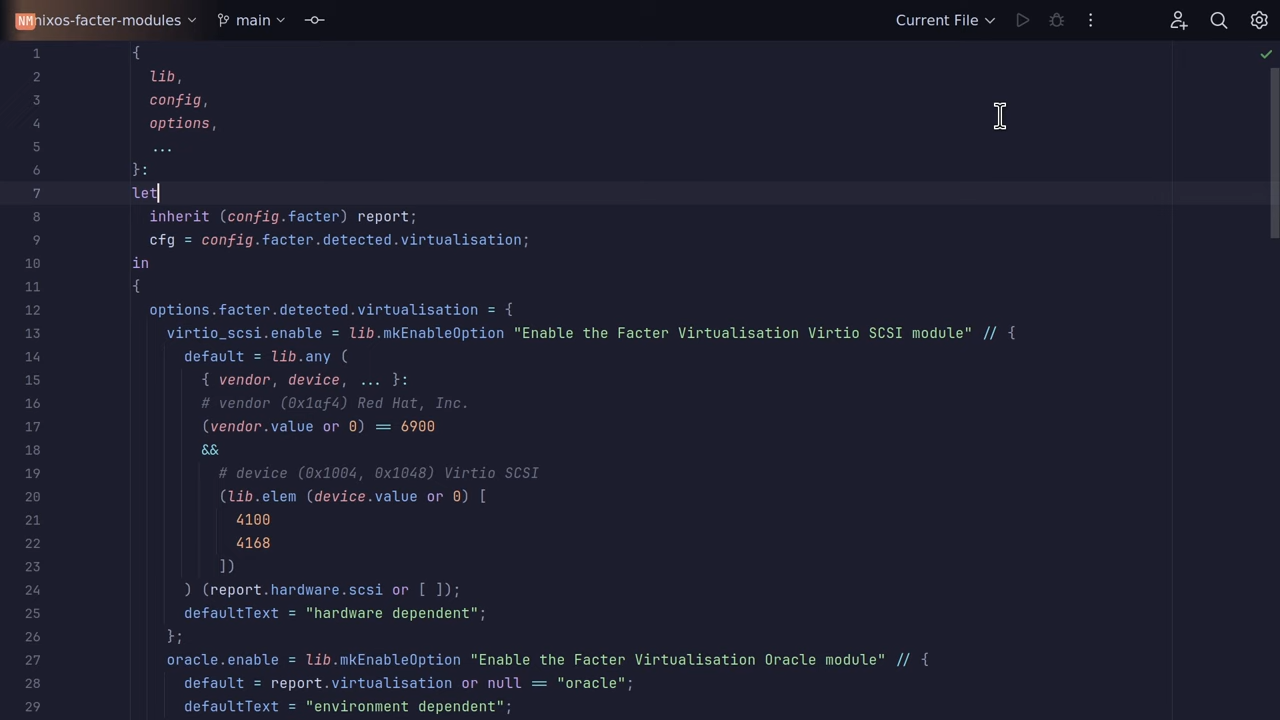 NM nixos-facter-modules main Current File
1 {
2 lib,
3 config,
4 options,
5 ...
6 }:
7 let
8 inherit (config.facter) report;
9 cfg = config.facter.detected.virtualisation;
10 in
11 {
12 options.facter.detected.virtualisation = {
13 virtio_scsi.enable = lib.mkEnableOption "Enable the Facter Virtualisation Virtio SCSI module" // {
14 default = lib.any (
15 { vendor, device, ... }:
16 # vendor (0x1af4) Red Hat, Inc.
17 (vendor.value or 0) == 6900
18 &&
19 # device (0x1004, 0x1048) Virtio SCSI
20 (lib.elem (device.value or 0) [
21 4100
22 4168
23 ])
24 ) (report.hardware.scsi or [ ]);
25 defaultText = "hardware dependent";
26 };
27 oracle.enable = lib.mkEnableOption "Enable the Facter Virtualisation Oracle module" // {
28 default = report.virtualisation or null == "oracle";
29 defaultText = "environment dependent";